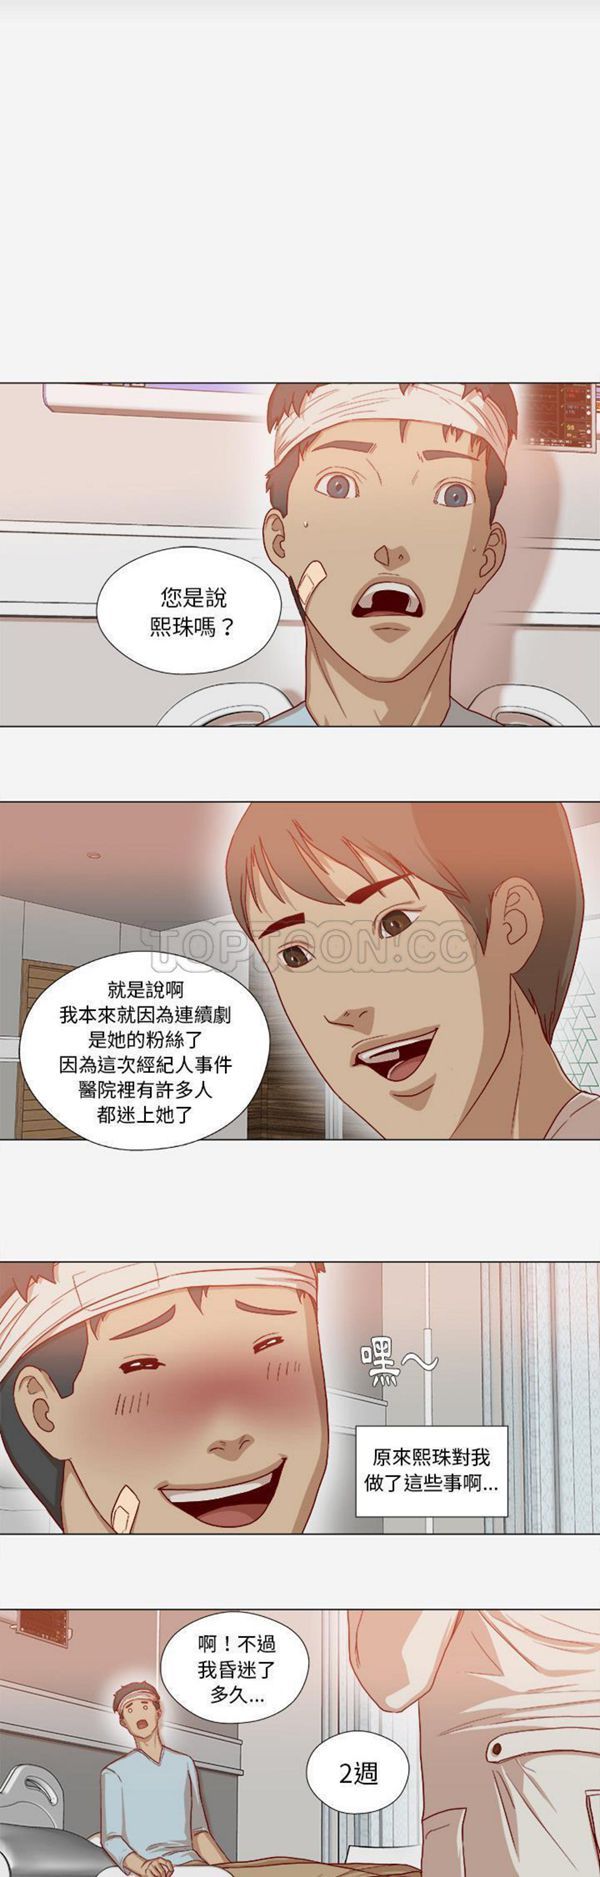 您是說
熙珠嗎？
TOPTOON.CC
就是說啊
我本來就因為連續劇
是她的粉絲了
因為這次經紀人事件
醫院裡有許多人
都迷上她了
嘿～
原來熙珠對我
做了這些事啊...
啊！不過
我昏迷了
多久...
2週